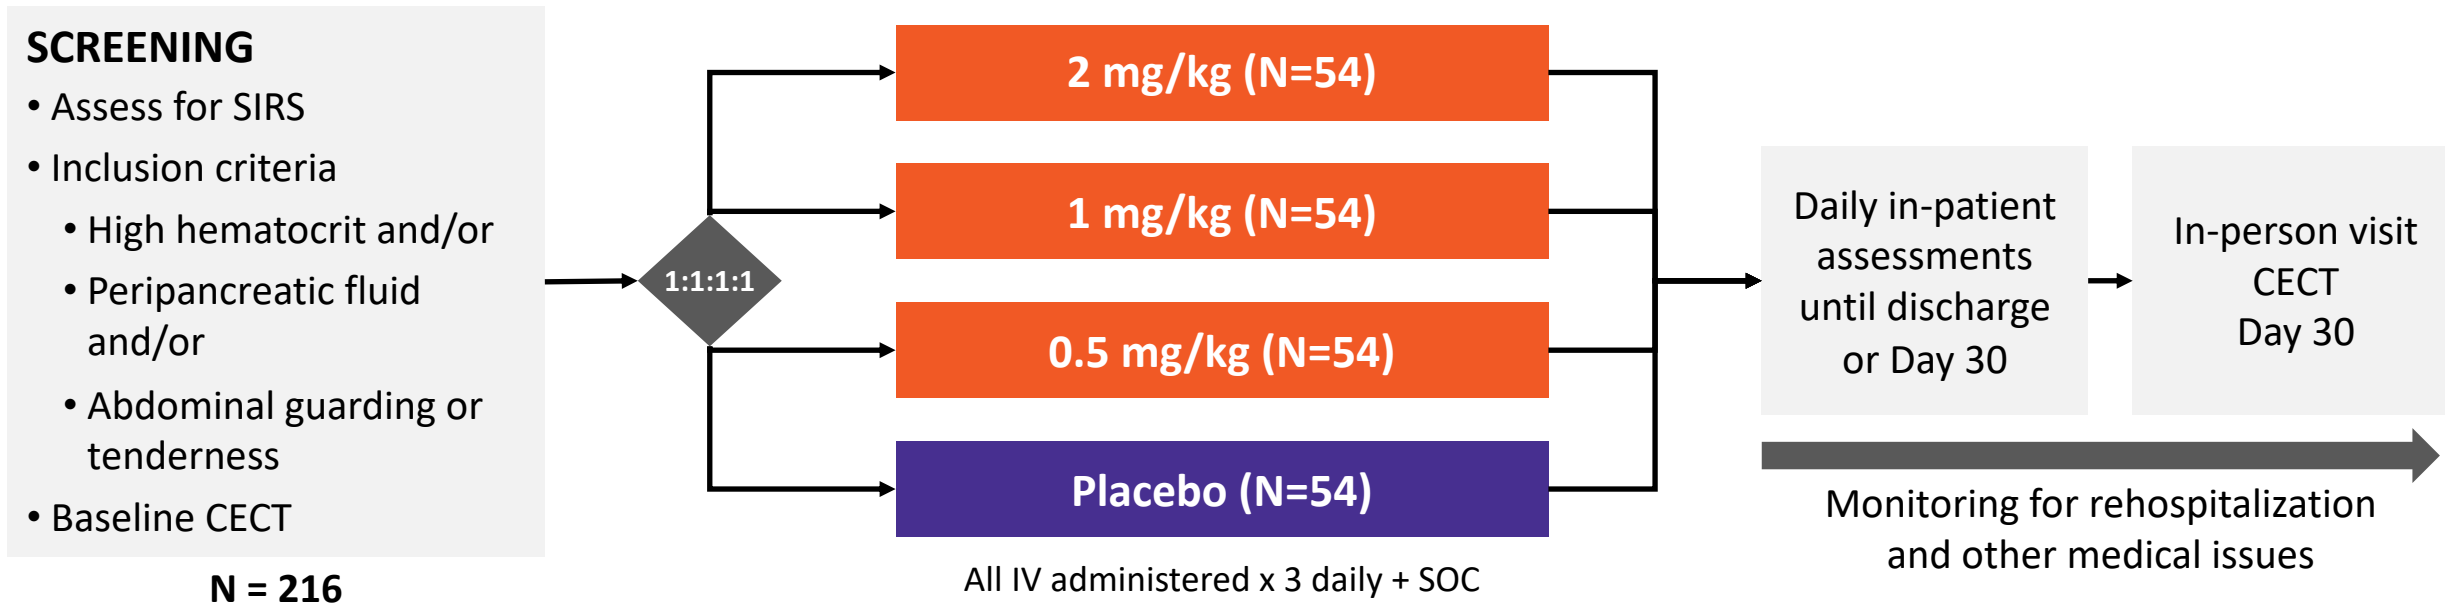 SCREENING
• Assess for SIRS
• Inclusion criteria
• High hematocrit and/or
• Peripancreatic fluid
and/or
• Abdominal guarding or
tenderness
• Baseline CECT
N = 216
1:1:1:1
2 mg/kg (N=54)
1 mg/kg (N=54)
0.5 mg/kg (N=54)
Placebo (N=54)
All IV administered x 3 daily + SOC
Daily in-patient
assessments
until discharge
or Day 30
In-person visit
CECT
Day 30
Monitoring for rehospitalization
and other medical issues